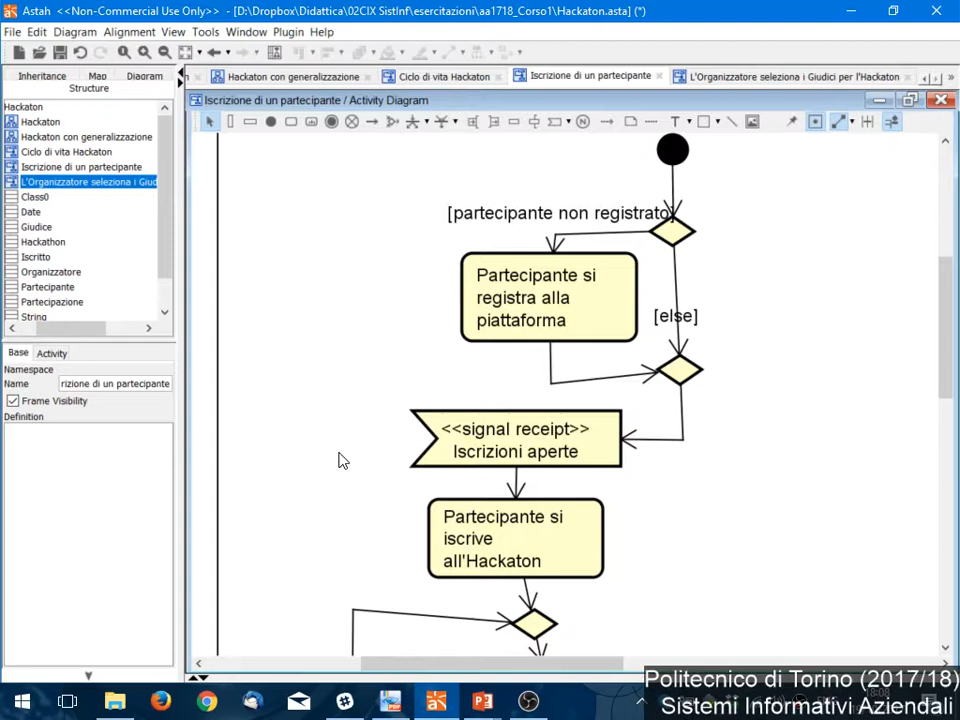 Astah <<Non-Commercial Use Only>> - [D:\Dropbox\Didattica\02CIX SistInf\esercitazioni\aa1718_Corso1\Hackaton.asta] (*)
File Edit Diagram Alignment View Tools Window Plugin Help
Inheritance Map Diagram
Structure
Hackaton con generalizzazione
Ciclo di vita Hackaton
Iscrizione di un partecipante
L'Organizzatore seleziona i Giudici per l'Hackaton
Iscrizione di un partecipante / Activity Diagram
Hackaton
Hackaton
Hackaton con generalizzazione
Ciclo di vita Hackaton
Iscrizione di un partecipante
L'Organizzatore seleziona i Giud
Class0
Date
Giudice
Hackathon
Iscritto
Organizzatore
Partecipante
Partecipazione
String
Base Activity
Namespace
Name rizione di un partecipante
Frame Visibility
Definition
N T
[partecipante non registrato]
Partecipante si
registra alla
piattaforma
[else]
<<signal receipt>>
Iscrizioni aperte
Partecipante si
iscrive
all'Hackaton
18:08
Politecnico di Torino (2017/18)
Sistemi Informativi Aziendali